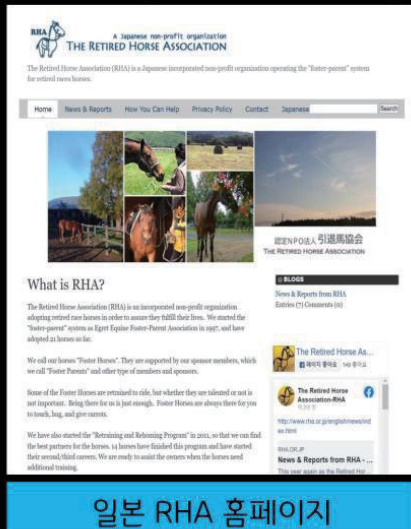 RHA
A Japanese non-profit organization
THE RETIRED HORSE ASSOCIATION
The Retired Horse Association (RHA) is a Japanese incorporated non-profit organization operating the "foster-parent" system
for retired races horses.
Home News & Reports How You Can Help Privacy Policy Contact Japanese Search
認定NPO法人 引退馬協会
THE RETIRED HORSE ASSOCIATION
What is RHA?
The Retired Horse Association (RHA) is an incorporated non-profit organization
adopting retired race horses in order to assure they fulfill their lives. We started the
"foster-parent" system as Egret Equine Foster-Parent Association in 1997, and have
adopted 21 horses so far.
We call our horses "Foster Horses". They are supported by our sponsor members, which
we call "Foster Parents" and other type of members and sponsors.
Some of the Foster Horses are retrained to ride, but whether they are talented or not is
not important. Being there for us is just enough. Foster Horses are always there for you
to touch, hug, and give carrots.
We have also started the "Retraining and Rehoming Program" in 2011, so that we can find
the best partners for the horses. 14 horses have finished this program and have started
their second/third careers. We are ready to assist the owners when the horses need
additional training.
BLOGS
News & Reports from RHA
Entries (7) Comments (0)
The Retired Horse As...
페이지 좋아요
The Retired Horse
Association-RHA
http://www.rha.or.jp/englishnews/ind
ex.html
RHA.OR.JP
News & Reports from RHA - ...
This year again as the Retired Hor...
일본 RHA 홈페이지